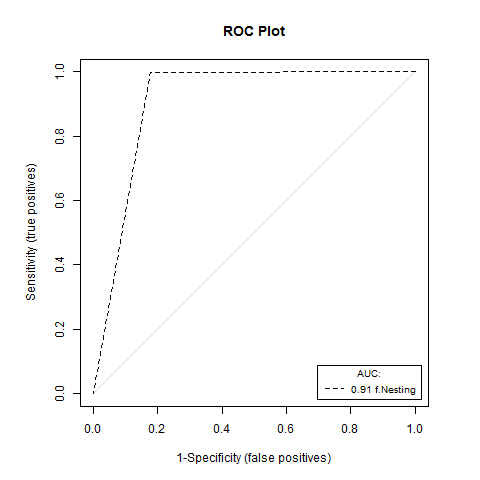 ROC Plot
Sensitivity (true positives)
1.0
0.8
0.6
0.4
0.2
0.0
AUC:
0.91 f.Nesting
0.0 0.2 0.4 0.6 0.8 1.0
1-Specificity (false positives)